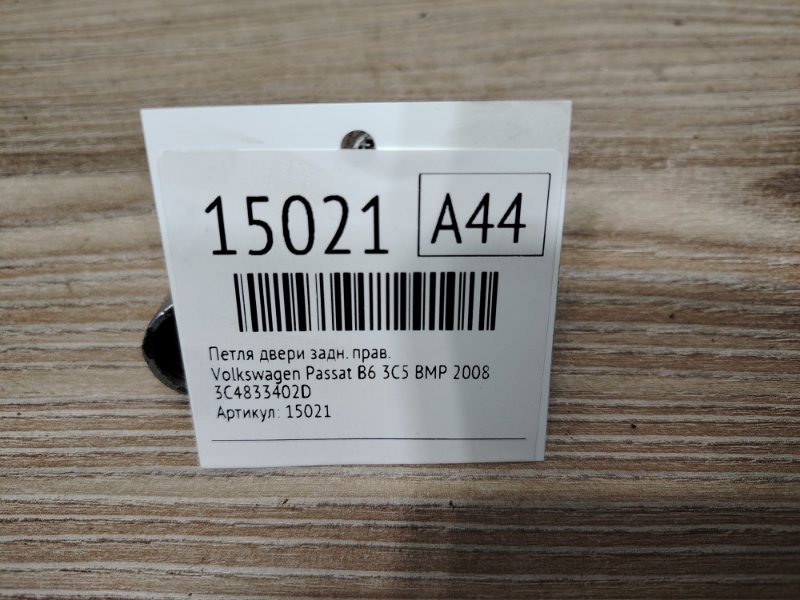 15021 A44
Петля двери задн. прав.
Volkswagen Passat B6 3C5 BMP 2008
3C4833402D
Артикул: 15021